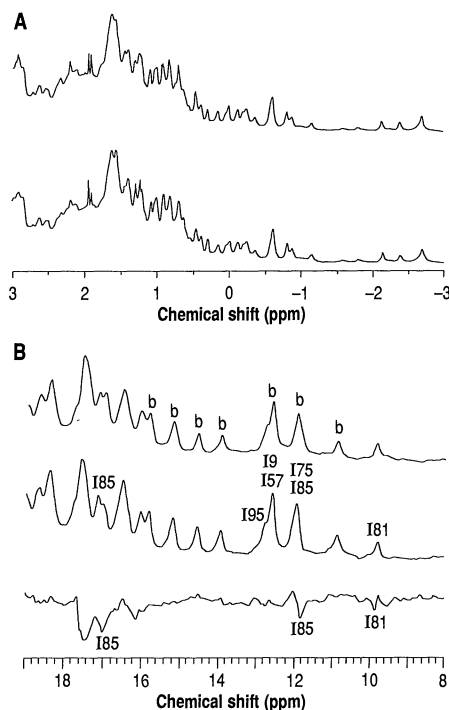 A
3 2 1 0 –1 –2 –3
Chemical shift (ppm)
B
b b b b b b b
I85 I9 I75
I57 I85
I95 I81
I85 I85 I81
18 16 14 12 10 8
Chemical shift (ppm)